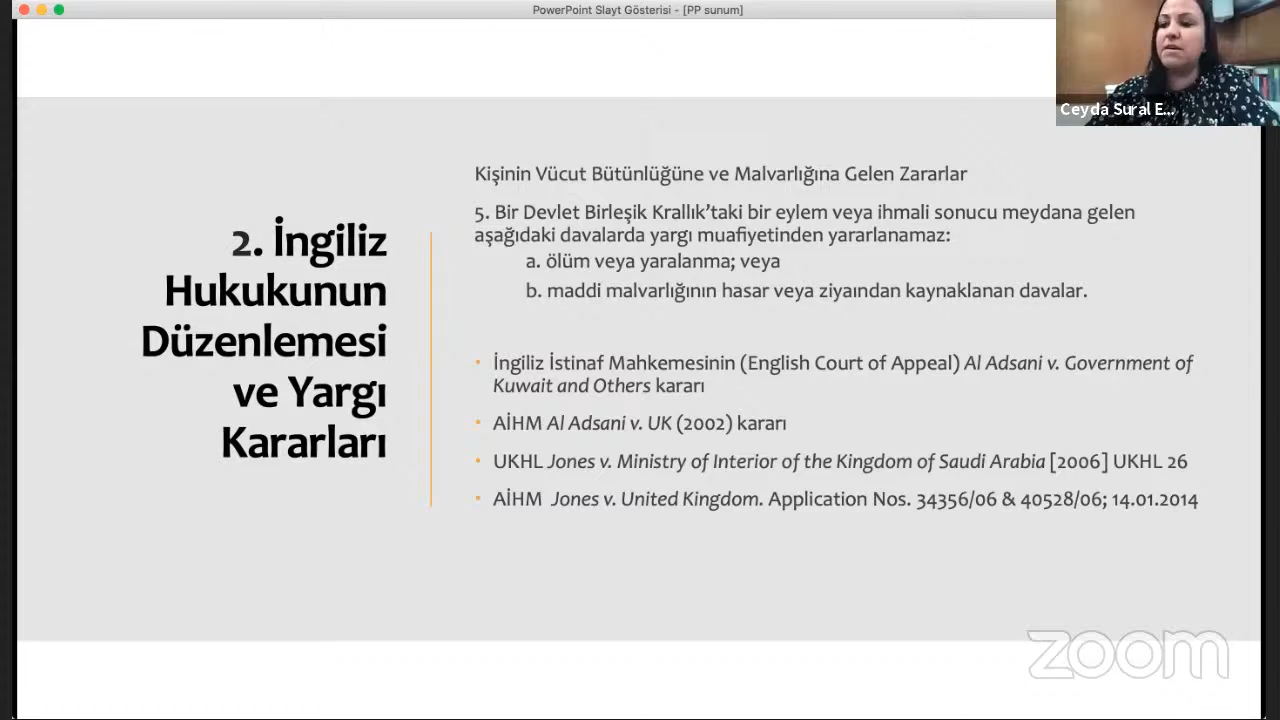 PowerPoint Slayt Gösterisi - [PP sunum]
Ceyda Sural E...
2. İngiliz
Hukukunun
Düzenlemesi
ve Yargı
Kararları
Kişinin Vücut Bütünlüğüne ve Malvarlığına Gelen Zararlar
5. Bir Devlet Birleşik Krallık’taki bir eylem veya ihmali sonucu meydana gelen
aşağıdaki davalarda yargı muafiyetinden yararlanamaz:
a. ölüm veya yaralanma; veya
b. maddi malvarlığının hasar veya ziyaından kaynaklanan davalar.
• İngiliz İstinaf Mahkemesinin (English Court of Appeal) Al Adsani v. Government of
Kuwait and Others kararı
• AİHM Al Adsani v. UK (2002) kararı
• UKHL Jones v. Ministry of Interior of the Kingdom of Saudi Arabia [2006] UKHL 26
• AİHM Jones v. United Kingdom. Application Nos. 34356/06 & 40528/06; 14.01.2014
zoom